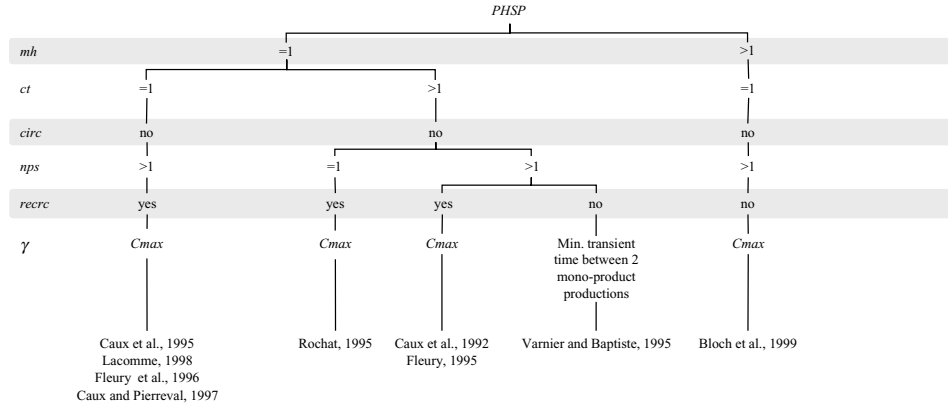 PHSP
mh =1 >1
ct =1 >1 =1
circ no no no
nps >1 =1 >1 >1
recrc yes yes yes no no
γ Cmax Cmax Cmax Min. transient Cmax
time between 2
mono-product
productions
Caux et al., 1995 Rochat, 1995 Caux et al., 1992 Varnier and Baptiste, 1995 Bloch et al., 1999
Lacomme, 1998 Fleury, 1995
Fleury et al., 1996
Caux and Pierreval, 1997